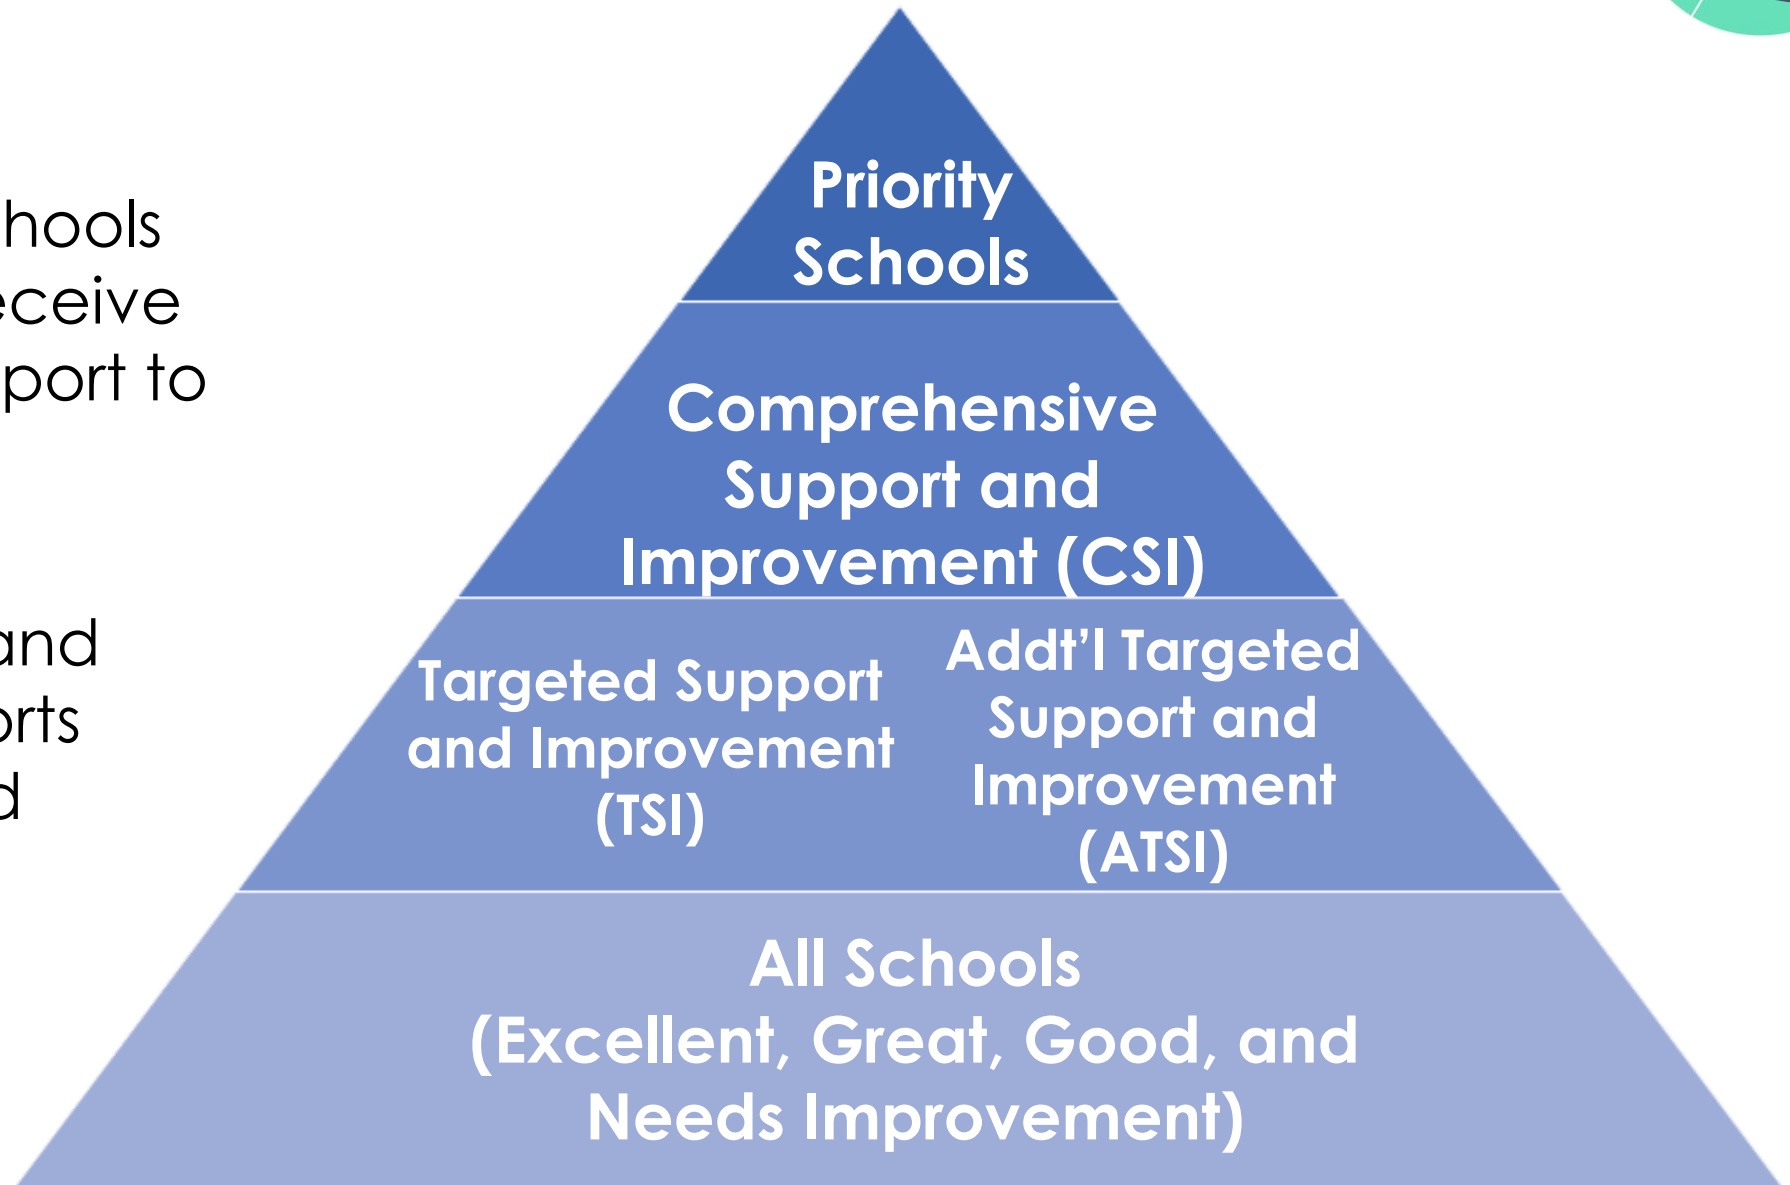 hools
eceive
port to
and
orts
d
Priority
Schools
Comprehensive
Support and
Improvement (CSI)
Targeted Support
and Improvement
(TSI)
Addt’l Targeted
Support and
Improvement
(ATSI)
All Schools
(Excellent, Great, Good, and
Needs Improvement)